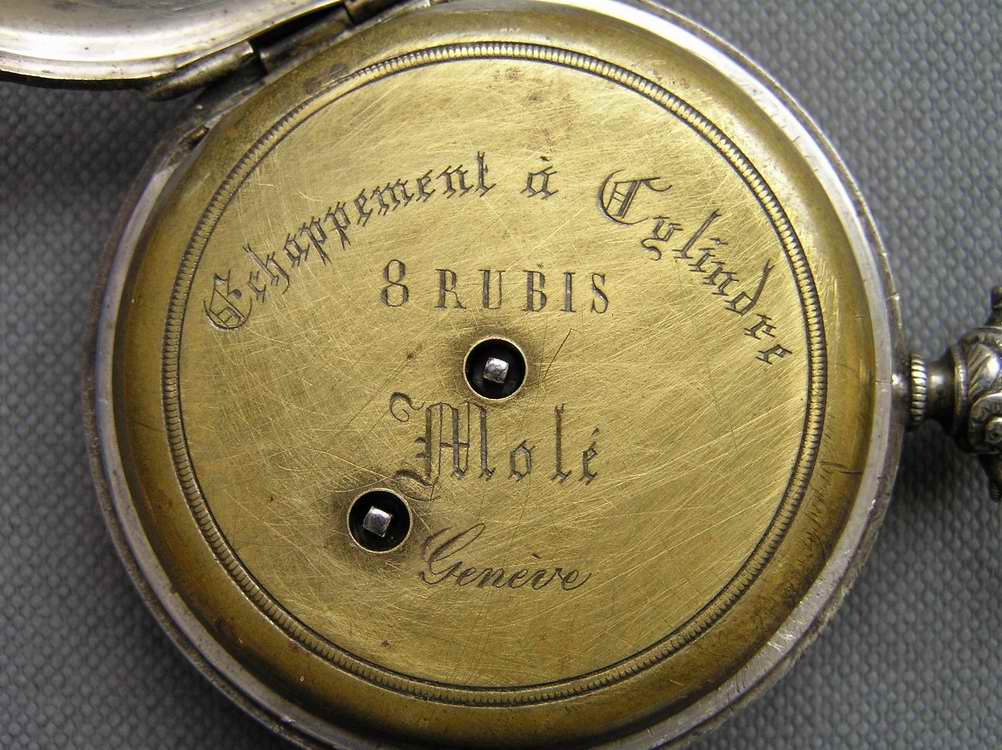 Echappement à Cylindre
8 RUBIS
Molé
Genève